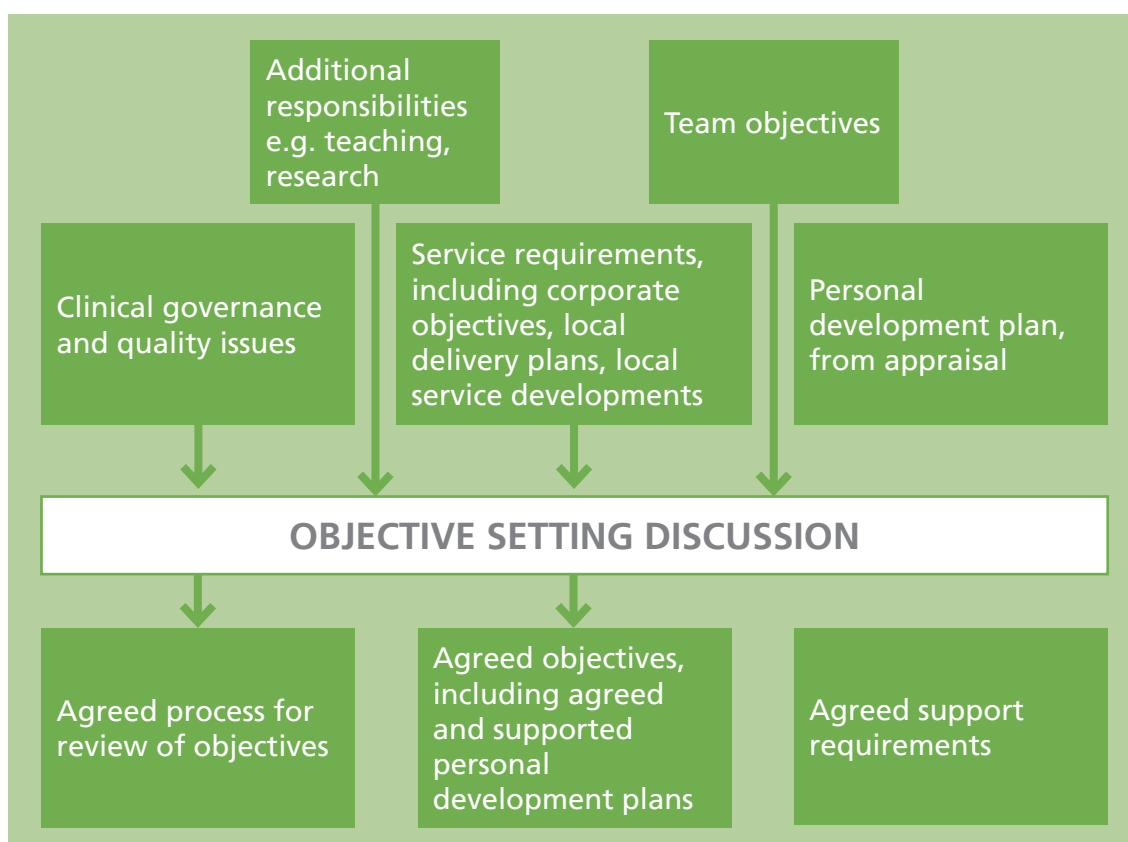 Additional
responsibilities
e.g. teaching,
research
Team objectives
Clinical governance
and quality issues
Service requirements,
including corporate
objectives, local
delivery plans, local
service developments
Personal
development plan,
from appraisal
OBJECTIVE SETTING DISCUSSION
Agreed process for
review of objectives
Agreed objectives,
including agreed
and supported
personal
development plans
Agreed support
requirements